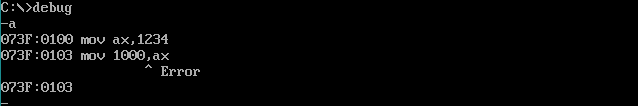 C:\>debug
-a
073F:0100 mov ax,1234
073F:0103 mov 1000,ax
^ Error
073F:0103
-